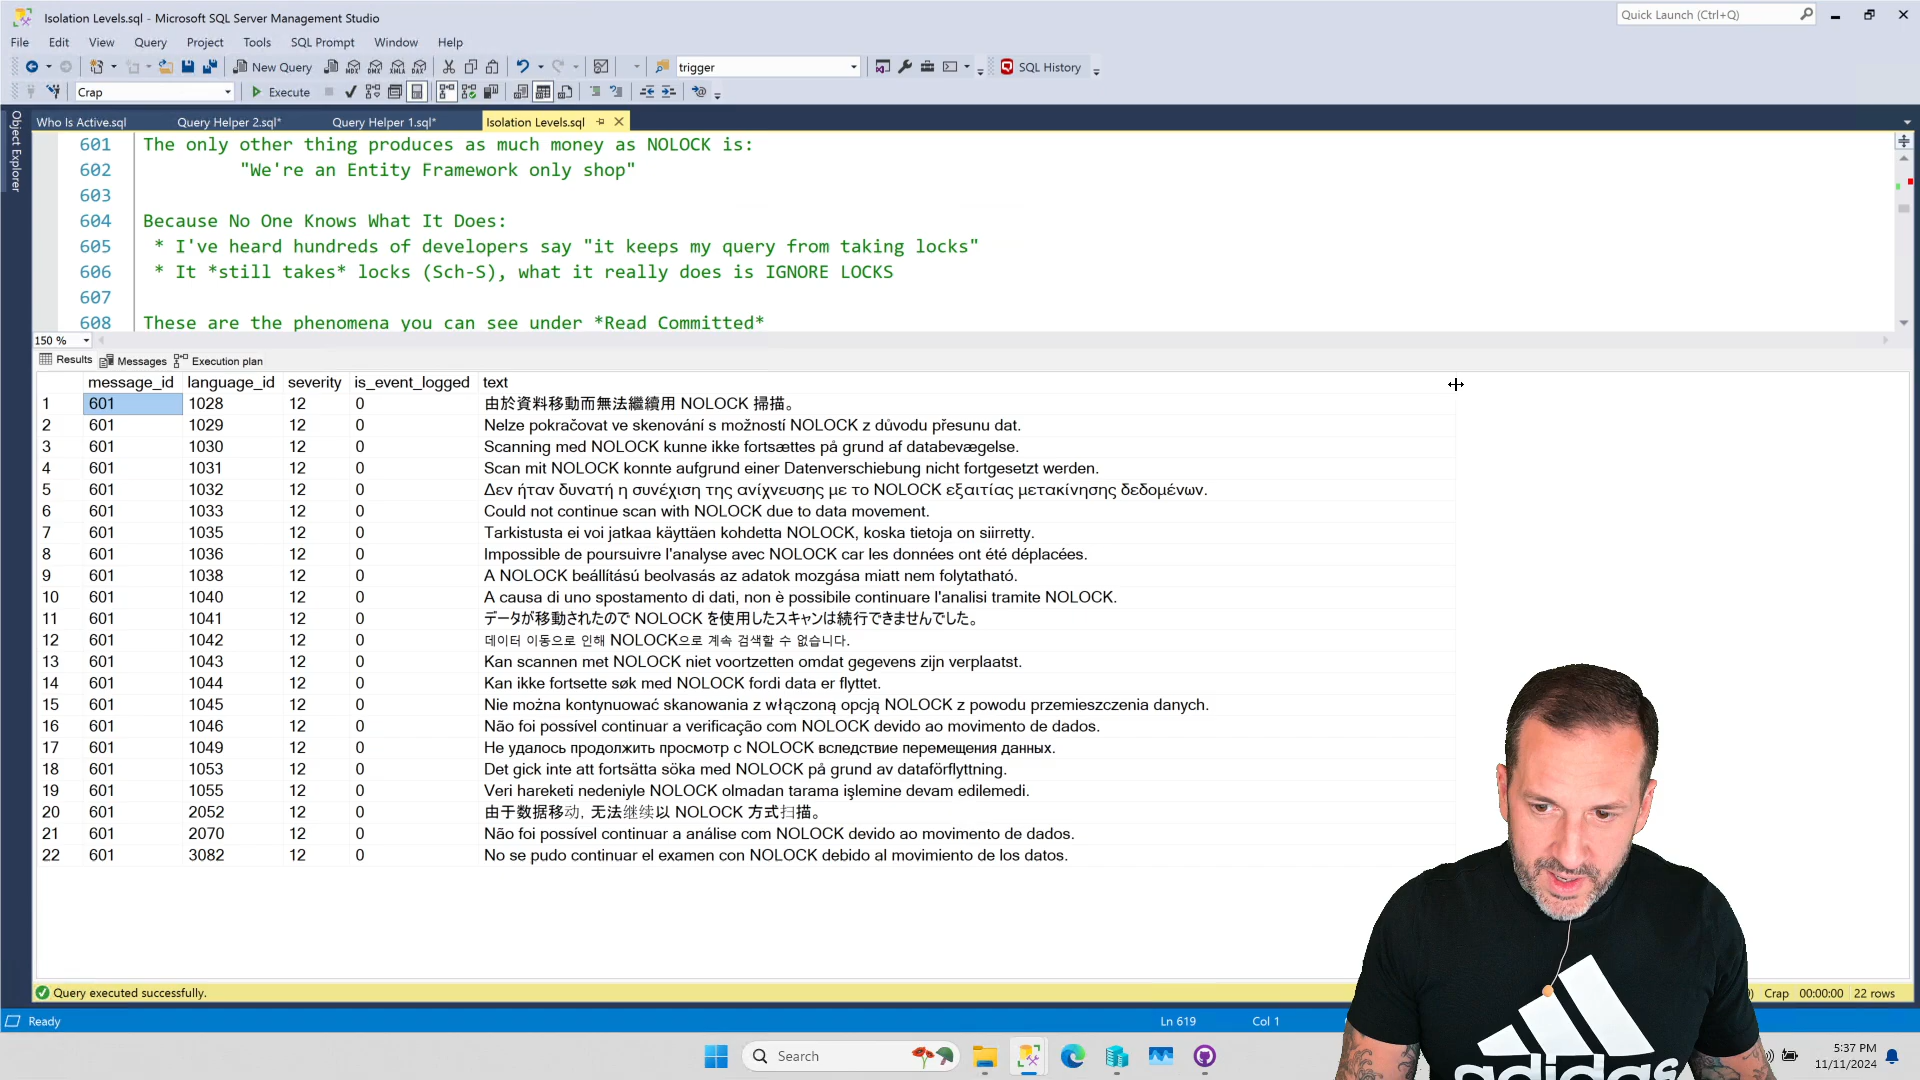 Isolation Levels.sql - Microsoft SQL Server Management Studio
Quick Launch (Ctrl+Q)
File Edit View Query Project Tools SQL Prompt Window Help
New Query MDX DMX XMLA DAX trigger SQL History
Crap Execute
Who Is Active.sql Query Helper 2.sql* Query Helper 1.sql* Isolation Levels.sql
Object Explorer
601 The only other thing produces as much money as NOLOCK is:
602 "We're an Entity Framework only shop"
603
604 Because No One Knows What It Does:
605 * I've heard hundreds of developers say "it keeps my query from taking locks"
606 * It *still takes* locks (Sch-S), what it really does is IGNORE LOCKS
607
608 These are the phenomena you can see under *Read Committed*
150 %
Results Messages Execution plan
message_id language_id severity is_event_logged text
1 601 1028 12 0 由於資料移動而無法繼續用 NOLOCK 掃描。
2 601 1029 12 0 Nelze pokračovat ve skenování s možností NOLOCK z důvodu přesunu dat.
3 601 1030 12 0 Scanning med NOLOCK kunne ikke fortsættes på grund af databevægelse.
4 601 1031 12 0 Scan mit NOLOCK konnte aufgrund einer Datenverschiebung nicht fortgesetzt werden.
5 601 1032 12 0 Δεν ήταν δυνατή η συνέχιση της ανίχνευσης με το NOLOCK εξαιτίας μετακίνησης δεδομένων.
6 601 1033 12 0 Could not continue scan with NOLOCK due to data movement.
7 601 1035 12 0 Tarkistusta ei voi jatkaa käyttäen kohdetta NOLOCK, koska tietoja on siirretty.
8 601 1036 12 0 Impossible de poursuivre l'analyse avec NOLOCK car les données ont été déplacées.
9 601 1038 12 0 A NOLOCK beállítású beolvasás az adatok mozgása miatt nem folytatható.
10 601 1040 12 0 A causa di uno spostamento di dati, non è possibile continuare l'analisi tramite NOLOCK.
11 601 1041 12 0 データが移動されたので NOLOCK を使用したスキャンは続行できませんでした。
12 601 1042 12 0 데이터 이동으로 인해 NOLOCK으로 계속 검색할 수 없습니다.
13 601 1043 12 0 Kan scannen met NOLOCK niet voortzetten omdat gegevens zijn verplaatst.
14 601 1044 12 0 Kan ikke fortsette søk med NOLOCK fordi data er flyttet.
15 601 1045 12 0 Nie można kontynuować skanowania z włączoną opcją NOLOCK z powodu przemieszczenia danych.
16 601 1046 12 0 Não foi possível continuar a verificação com NOLOCK devido ao movimento de dados.
17 601 1049 12 0 Не удалось продолжить просмотр с NOLOCK вследствие перемещения данных.
18 601 1053 12 0 Det gick inte att fortsätta söka med NOLOCK på grund av dataförflyttning.
19 601 1055 12 0 Veri hareketi nedeniyle NOLOCK olmadan tarama işlemine devam edilemedi.
20 601 2052 12 0 由于数据移动，无法继续以 NOLOCK 方式扫描。
21 601 2070 12 0 Não foi possível continuar a análise com NOLOCK devido ao movimento de dados.
22 601 3082 12 0 No se pudo continuar el examen con NOLOCK debido al movimiento de los datos.
Query executed successfully. Crap 00:00:00 22 rows
Ready Ln 619 Col 1
Search
5:37 PM
11/11/2024
adidas